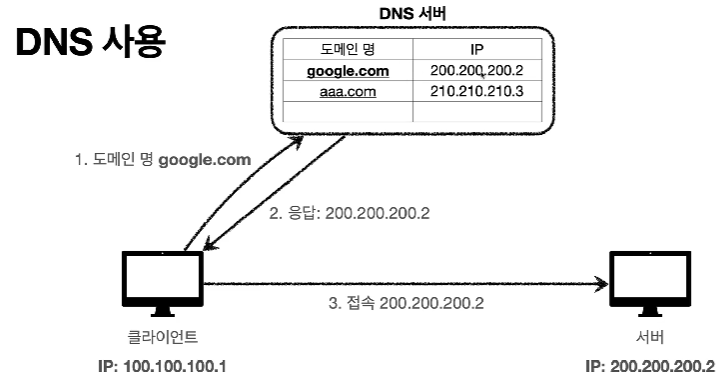 DNS 사용
DNS 서버
도메인 명 IP
google.com 200.200.200.2
aaa.com 210.210.210.3
1. 도메인 명 google.com
2. 응답: 200.200.200.2
3. 접속 200.200.200.2
클라이언트
서버
IP: 100.100.100.1
IP: 200.200.200.2